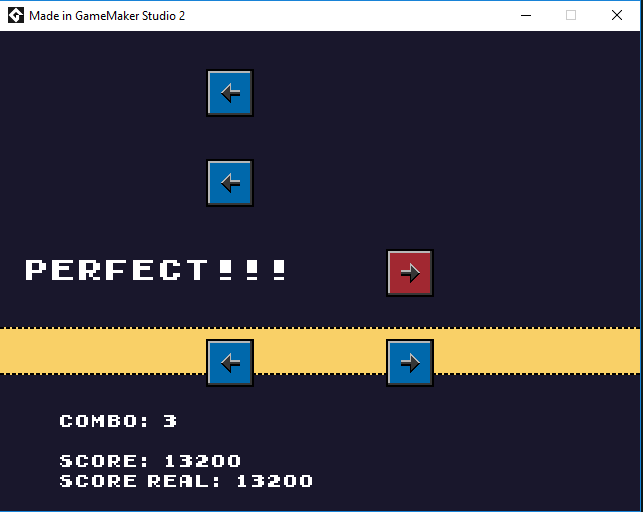 Made in GameMaker Studio 2
PERFECT!!!
COMBO: 3
SCORE: 13200
SCORE REAL: 13200